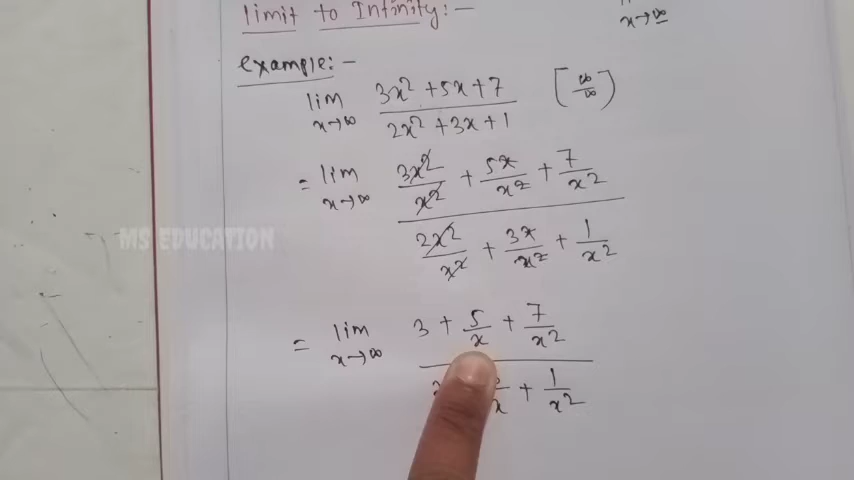 limit to Infinity:-
x→∞
example:-
lim x→∞ (3x² + 5x + 7)/(2x² + 3x + 1) [∞/∞]
= lim x→∞ (3x²/x² + 5x/x² + 7/x²)/(2x²/x² + 3x/x² + 1/x²)
MS EDUCATION
= lim x→∞ (3 + 5/x + 7/x²)/( /x + 1/x²)